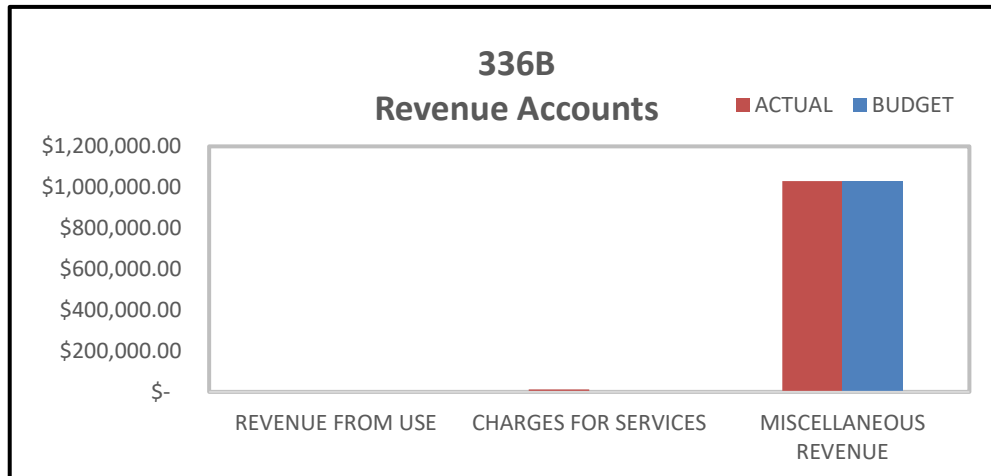 336B
Revenue Accounts
ACTUAL BUDGET
$1,200,000.00
$1,000,000.00
$800,000.00
$600,000.00
$400,000.00
$200,000.00
$-
REVENUE FROM USE CHARGES FOR SERVICES MISCELLANEOUS
REVENUE